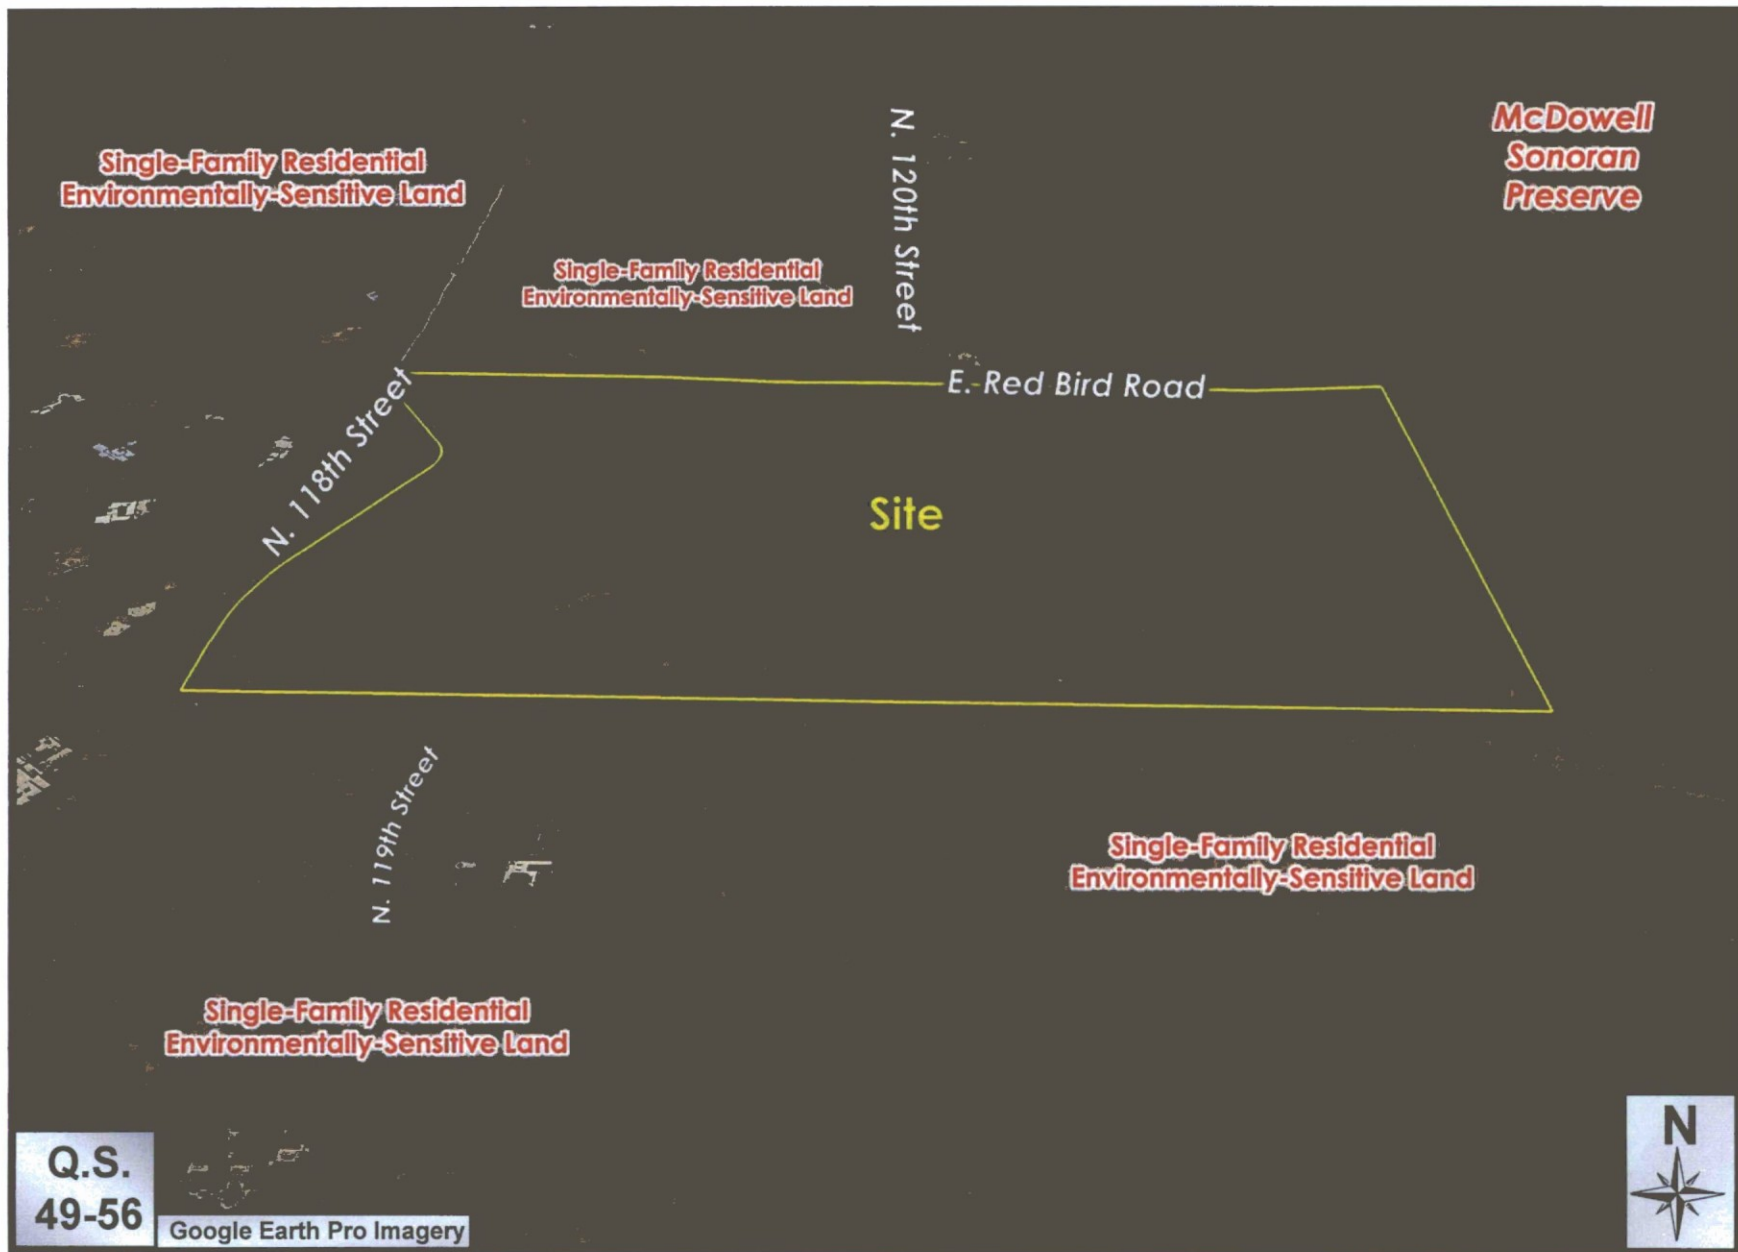 McDowell
Sonoran
Preserve
Single-Family Residential
Environmentally-Sensitive Land
N. 120th Street
Single-Family Residential
Environmentally-Sensitive Land
E. Red Bird Road
N. 118th Street
Site
N. 119th Street
Single-Family Residential
Environmentally-Sensitive Land
Single-Family Residential
Environmentally-Sensitive Land
Q.S.
49-56
Google Earth Pro Imagery
N